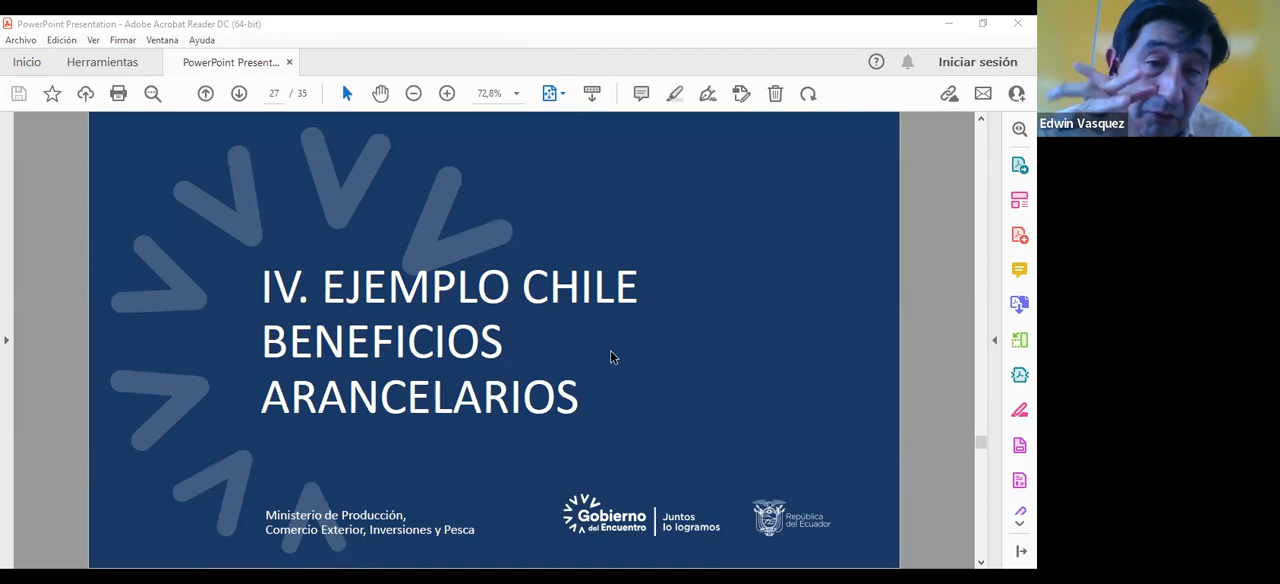 PowerPoint Presentation - Adobe Acrobat Reader DC (64-bit)
Archivo Edición Ver Firmar Ventana Ayuda
Inicio Herramientas PowerPoint Present... × Iniciar sesión
27 / 35 72,8%
Edwin Vasquez
IV. EJEMPLO CHILE
BENEFICIOS
ARANCELARIOS
Ministerio de Producción,
Comercio Exterior, Inversiones y Pesca
Gobierno
del Encuentro
Juntos
lo logramos
República
del Ecuador